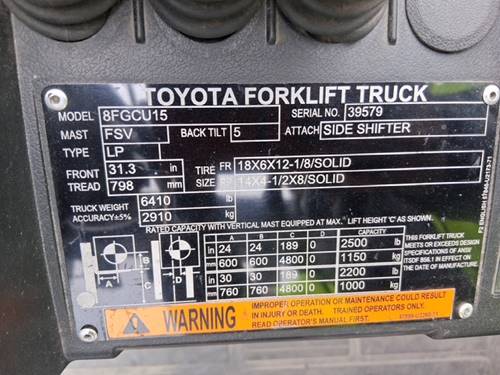 TOYOTA FORKLIFT TRUCK
MODEL 8FGCU15 SERIAL NO. 39579
MAST FSV BACK TILT 5 ATTACH SIDE SHIFTER
TYPE LP
FRONT TREAD 31.3 in 798 mm
TIRE SIZE FR 18X6X12-1/8/SOLID
14X4-1/2X8/SOLID
TRUCK WEIGHT 6410 lb
ACCURACY±5% 2910 kg
RATED CAPACITY WITH VERTICAL MAST EQUIPPED AT MAX. LIFT HEIGHT 'C' AS SHOWN.
A B C D CAPACITY
in 24 24 189 0 2500 lb
mm 600 600 4800 0 1150 kg
in 30 30 189 0 2200 lb
mm 760 760 4800 0 1000 kg
A B C D
THIS FORKLIFT TRUCK
MEETS OR EXCEEDS DESIGN
SPECIFICATIONS OF ANSI/
ITSDF B56.1 IN EFFECT ON
DATE OF MANUFACTURE.
WARNING
IMPROPER OPERATION OR MAINTENANCE COULD RESULT
IN INJURY OR DEATH. TRAINED OPERATORS ONLY.
READ OPERATOR'S MANUAL FIRST.